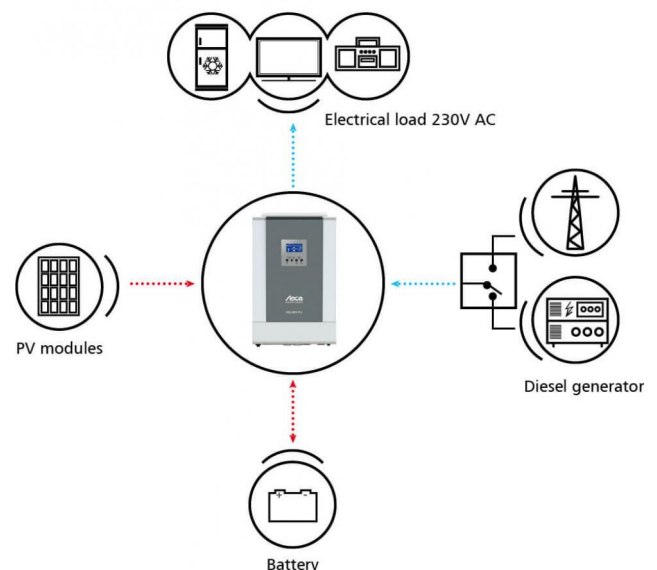 Electrical load 230V AC
Steca
PV modules
Diesel generator
+ -
Battery